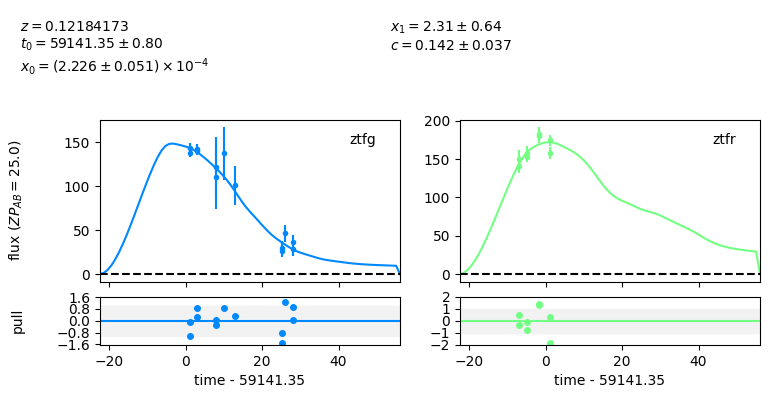 z = 0.12184173
t₀ = 59141.35 ± 0.80
x₀ = (2.226 ± 0.051) × 10⁻⁴
x₁ = 2.31 ± 0.64
c = 0.142 ± 0.037
flux (ZP_AB = 25.0)
ztfg
150
100
50
0
ztfr
200
150
100
50
0
pull
1.6
0.8
0.0
−0.8
−1.6
−20
0
20
40
time - 59141.35
2
1
0
−1
−2
−20
0
20
40
time - 59141.35